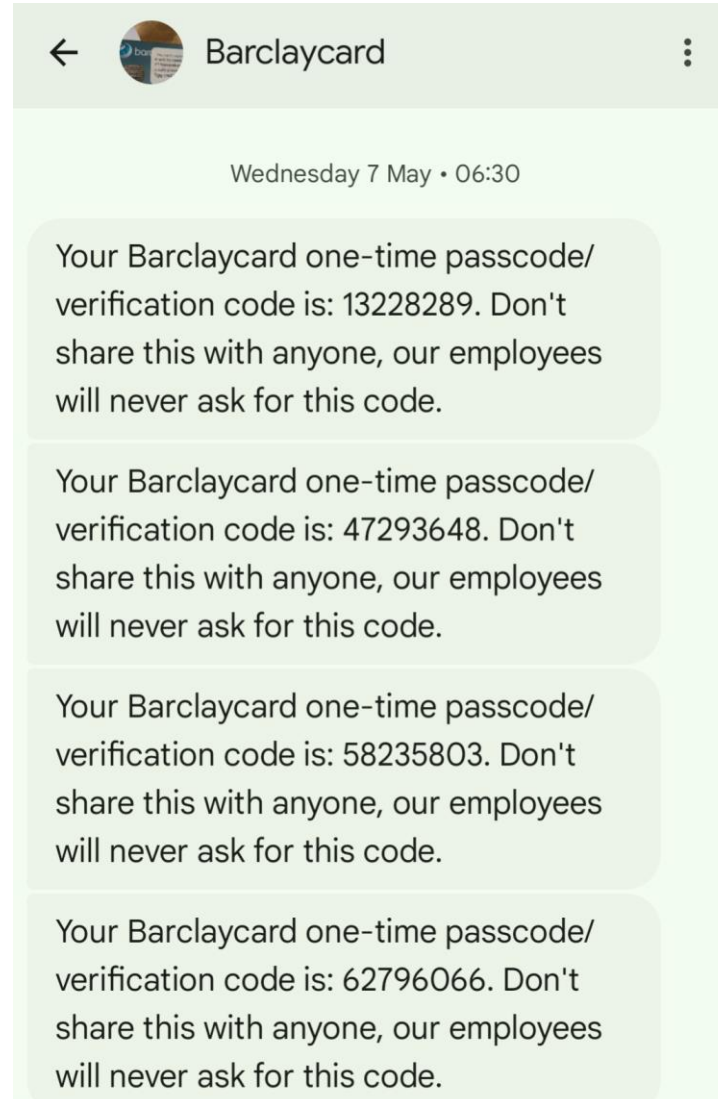 Barclaycard
Wednesday 7 May • 06:30
Your Barclaycard one-time passcode/
verification code is: 13228289. Don't
share this with anyone, our employees
will never ask for this code.
Your Barclaycard one-time passcode/
verification code is: 47293648. Don't
share this with anyone, our employees
will never ask for this code.
Your Barclaycard one-time passcode/
verification code is: 58235803. Don't
share this with anyone, our employees
will never ask for this code.
Your Barclaycard one-time passcode/
verification code is: 62796066. Don't
share this with anyone, our employees
will never ask for this code.